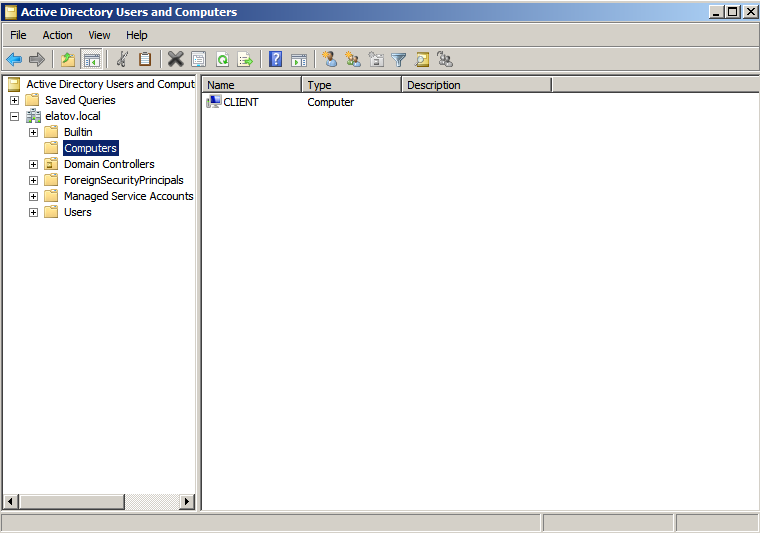 Active Directory Users and Computers
File Action View Help
Active Directory Users and Comput
Saved Queries
elatov.local
Builtin
Computers
Domain Controllers
ForeignSecurityPrincipals
Managed Service Accounts
Users
Name Type Description
CLIENT Computer